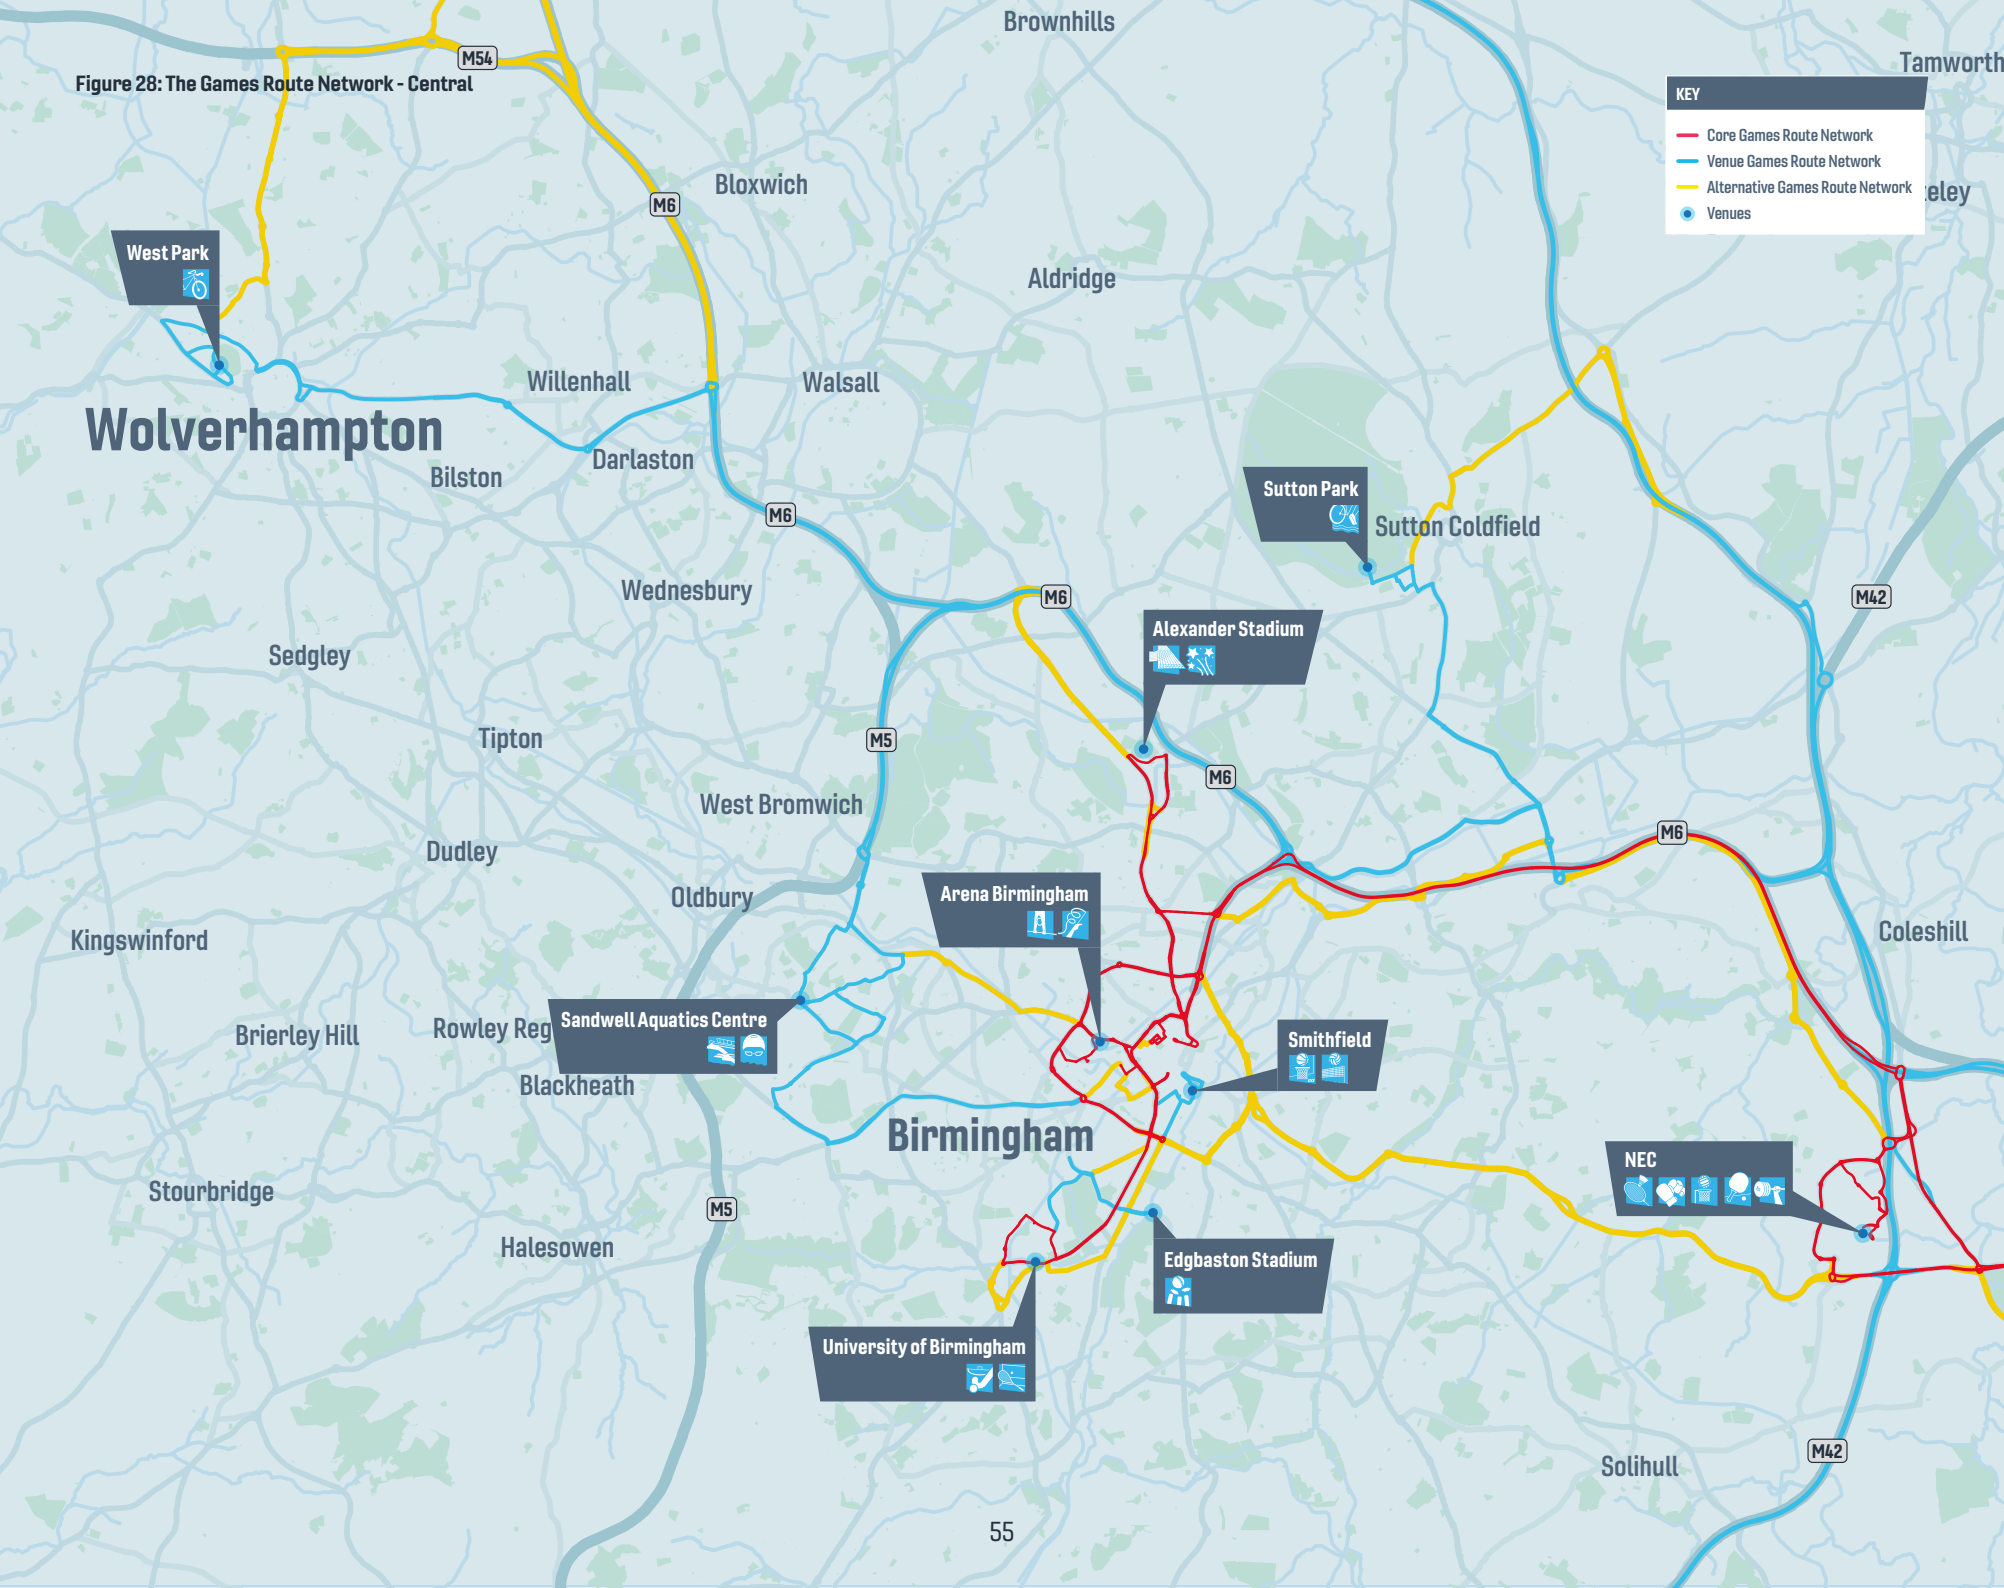 Brownhills
Tamworth
M54
Figure 28: The Games Route Network - Central
KEY
Core Games Route Network
Venue Games Route Network
Alternative Games Route Network
Venues
M6
Bloxwich
West Park
Aldridge
Willenhall
Walsall
Wolverhampton
Darlaston
Bilston
Sutton Park
M6
Sutton Coldfield
Wednesbury
M6
M42
Alexander Stadium
Sedgley
Tipton
M5
M6
West Bromwich
M6
Dudley
Oldbury
Arena Birmingham
Coleshill
Kingswinford
Sandwell Aquatics Centre
Rowley Reg
Brierley Hill
Smithfield
Blackheath
Birmingham
NEC
Stourbridge
M5
Halesowen
Edgbaston Stadium
University of Birmingham
M42
Solihull
55